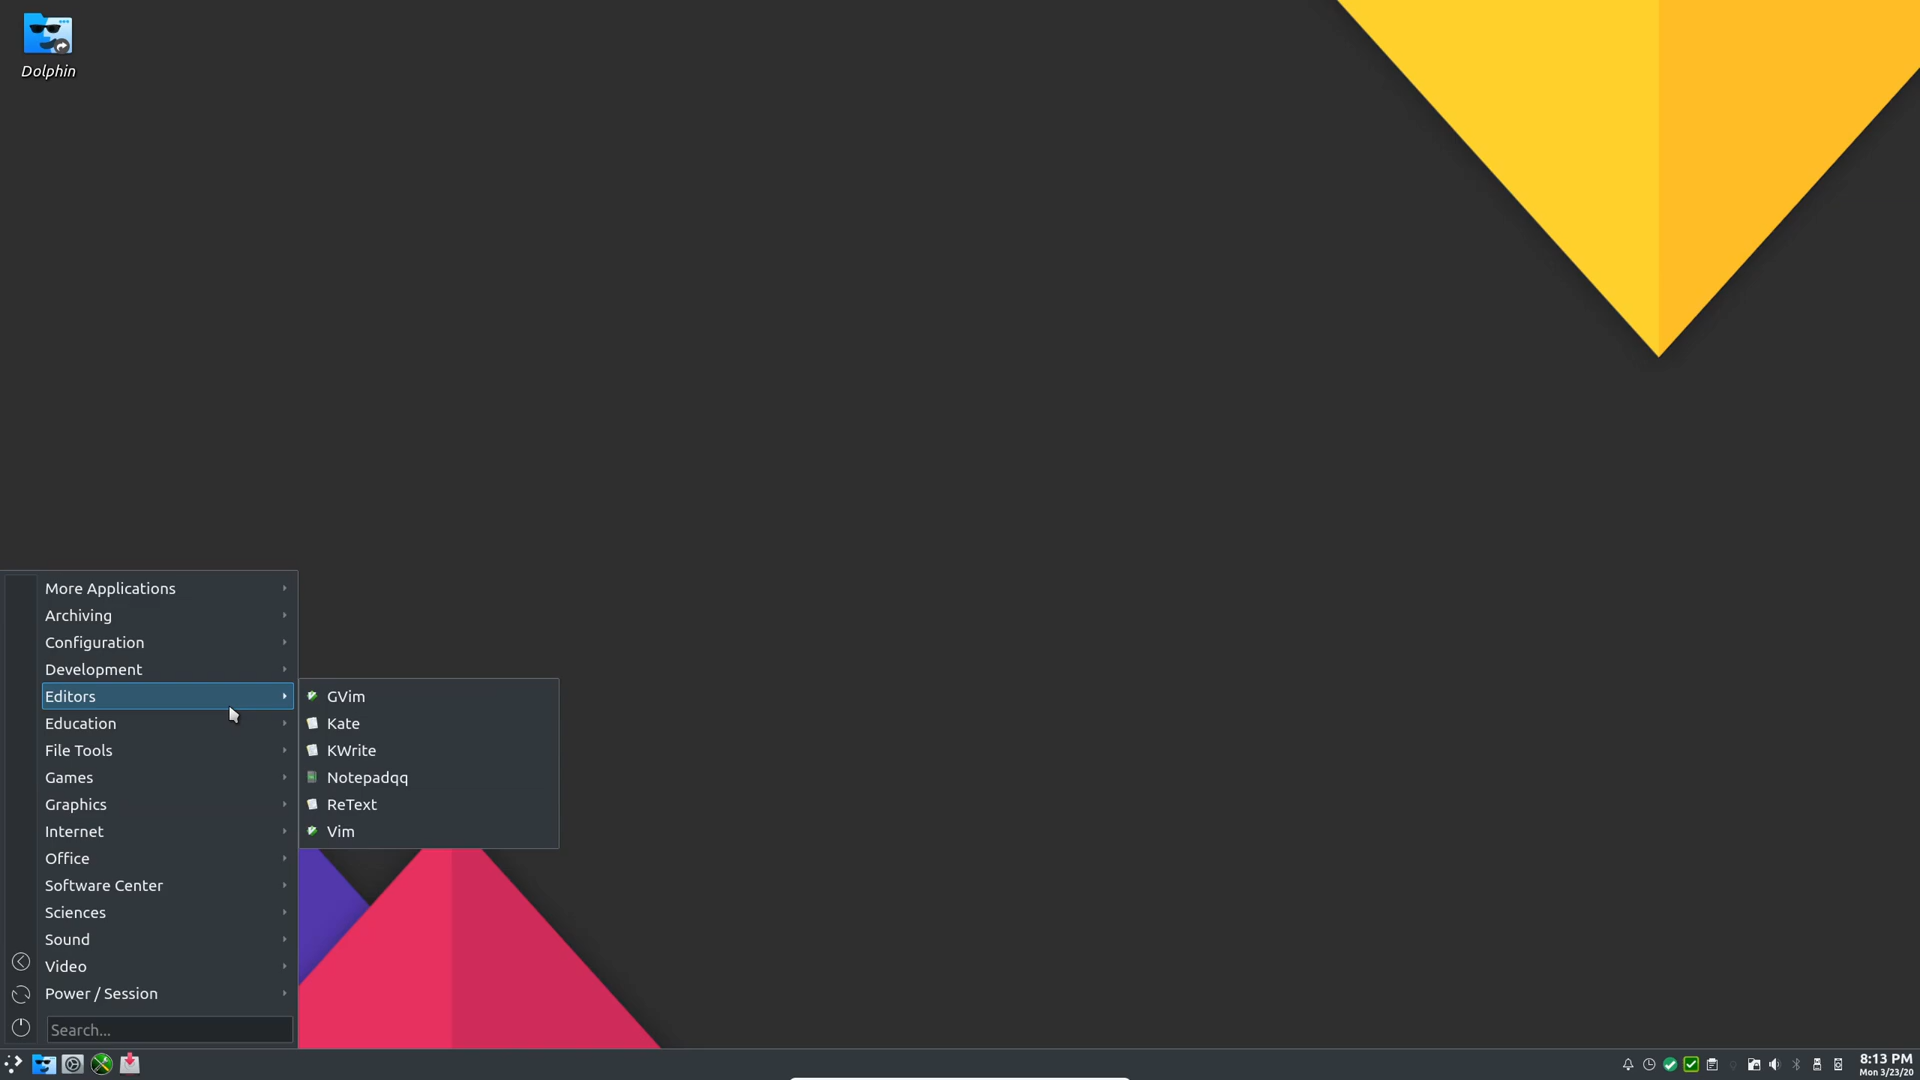 Dolphin
More Applications
Archiving
Configuration
Development
Editors
Education
File Tools
Games
Graphics
Internet
Office
Software Center
Sciences
Sound
Video
Power / Session
Search...
GVim
Kate
KWrite
Notepadqq
ReText
Vim
8:13 PM
Mon 3/23/20